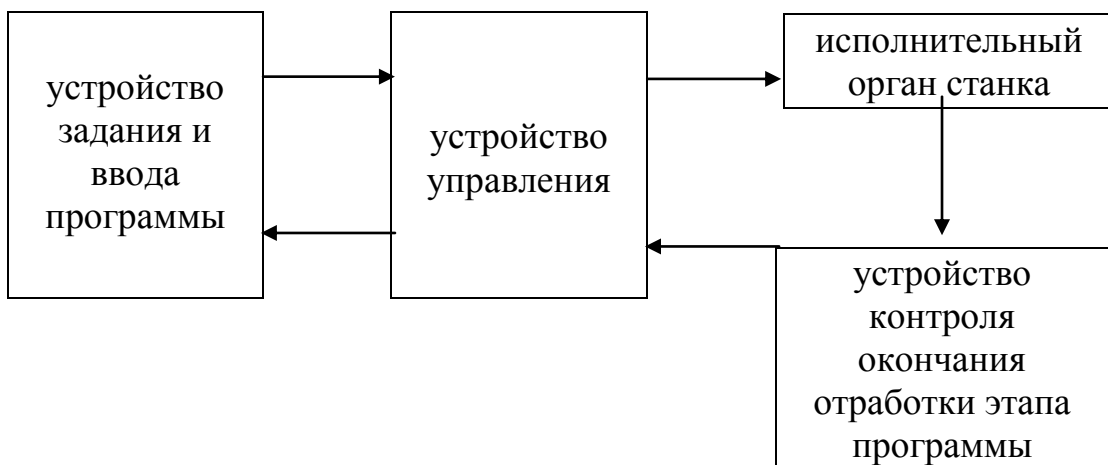 устройство
задания и
ввода
программы
устройство
управления
исполнительный
орган станка
устройство
контроля
окончания
отработки этапа
программы